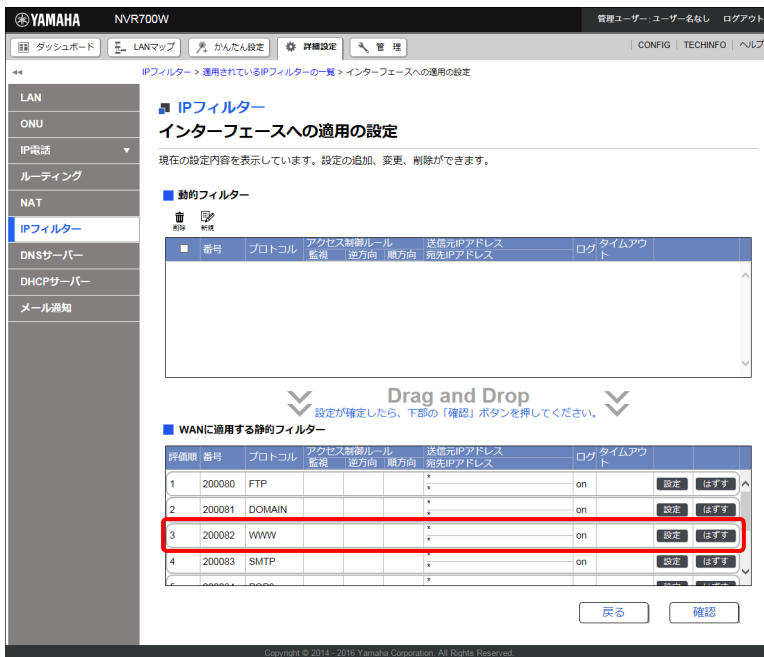 YAMAHA NVR700W 管理ユーザー：ユーザー名なし ログアウト
ダッシュボード LANマップ かんたん設定 詳細設定 管 理 CONFIG TECHINFO ヘルプ
IPフィルター > 適用されているIPフィルターの一覧 > インターフェースへの適用の設定
LAN
ONU
IP電話
ルーティング
NAT
IPフィルター
DNSサーバー
DHCPサーバー
メール通知
IPフィルター
インターフェースへの適用の設定
現在の設定内容を表示しています。設定の追加、変更、削除ができます。
動的フィルター
削除 新規
番号 プロトコル アクセス制御ルール 監視 逆方向 順方向 送信元IPアドレス 宛先IPアドレス ログ タイムアウト
Drag and Drop
設定が確定したら、下部の「確認」ボタンを押してください。
WANに適用する静的フィルター
評価順 番号 プロトコル アクセス制御ルール 監視 逆方向 順方向 送信元IPアドレス 宛先IPアドレス ログ タイムアウト
1 200080 FTP * * on 設定 はずす
2 200081 DOMAIN * * on 設定 はずす
3 200082 WWW * * on 設定 はずす
4 200083 SMTP * * on 設定 はずす
*
戻る 確認
Copyright © 2014 - 2016 Yamaha Corporation. All Rights Reserved.